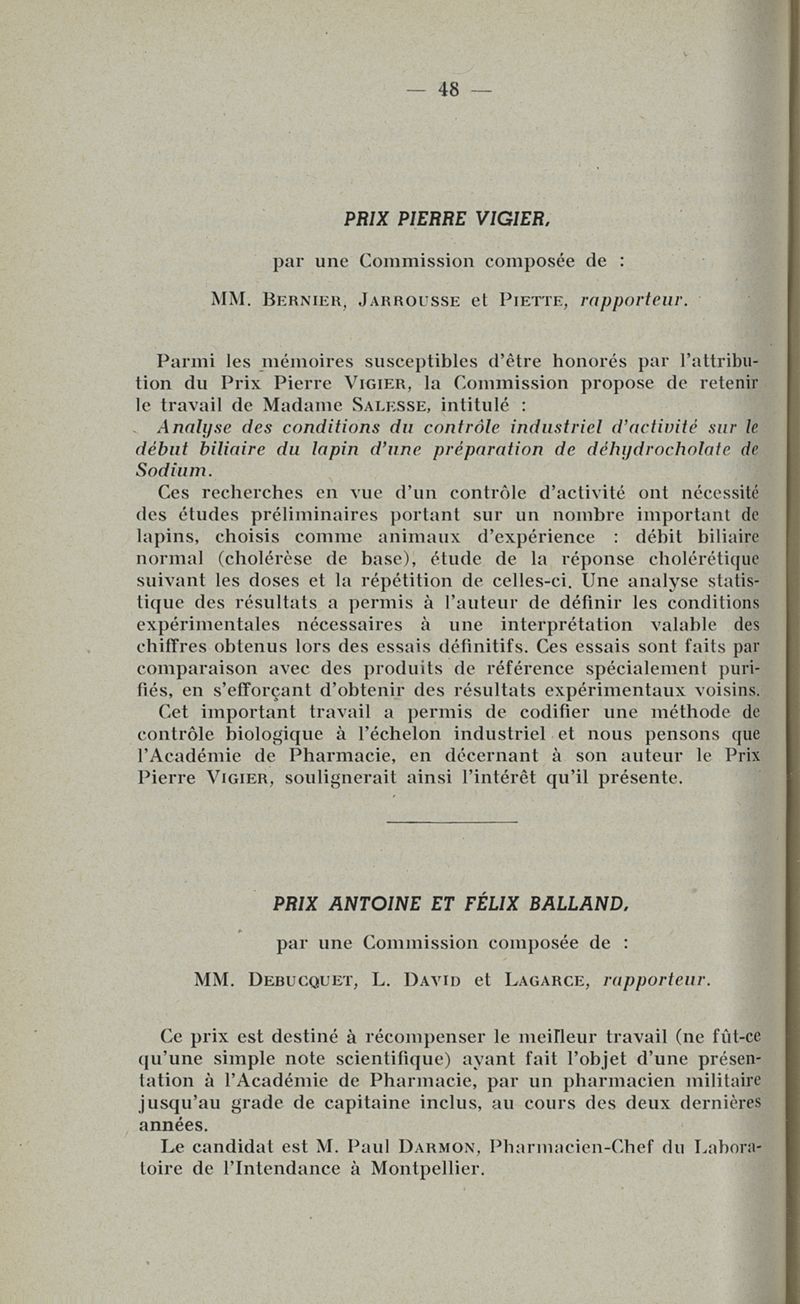 — 48 —
PRIX PIERRE VIGIER,
par une Commission composée de :
MM. BERNIER, JARROUSSE et PIETTE, rapporteur.
Parmi les mémoires susceptibles d'être honorés par l'attribu-
tion du Prix Pierre VIGIER, la Commission propose de retenir
le travail de Madame SALESSE, intitulé :
Analyse des conditions du contrôle industriel d'activité sur le
début biliaire du lapin d'une préparation de déhydrocholate de
Sodium.
Ces recherches en vue d'un contrôle d'activité ont nécessité
des études préliminaires portant sur un nombre important de
lapins, choisis comme animaux d'expérience : débit biliaire
normal (cholérèse de base), étude de la réponse cholérétique
suivant les doses et la répétition de celles-ci. Une analyse statis-
tique des résultats a permis à l'auteur de définir les conditions
expérimentales nécessaires à une interprétation valable des
chiffres obtenus lors des essais définitifs. Ces essais sont faits par
comparaison avec des produits de référence spécialement puri-
fiés, en s'efforçant d'obtenir des résultats expérimentaux voisins.
Cet important travail a permis de codifier une méthode de
contrôle biologique à l'échelon industriel et nous pensons que
l'Académie de Pharmacie, en décernant à son auteur le Prix
Pierre VIGIER, soulignerait ainsi l'intérêt qu'il présente.
PRIX ANTOINE ET FÉLIX BALLAND,
par une Commission composée de :
MM. DEBUCQUET, L. DAVID et LAGARCE, rapporteur.
Ce prix est destiné à récompenser le meilleur travail (ne fût-ce
qu'une simple note scientifique) ayant fait l'objet d'une présen-
tation à l'Académie de Pharmacie, par un pharmacien militaire
jusqu'au grade de capitaine inclus, au cours des deux dernières
années.
Le candidat est M. Paul DARMON, Pharmacien-Chef du Labora-
toire de l'Intendance à Montpellier.